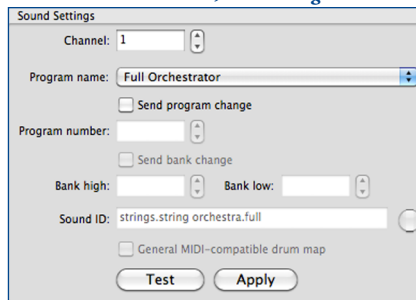 Sound Settings
Channel: 1
Program name: Full Orchestrator
Send program change
Program number:
Send bank change
Bank high: Bank low:
Sound ID: strings.string orchestra.full
General MIDI-compatible drum map
Test Apply